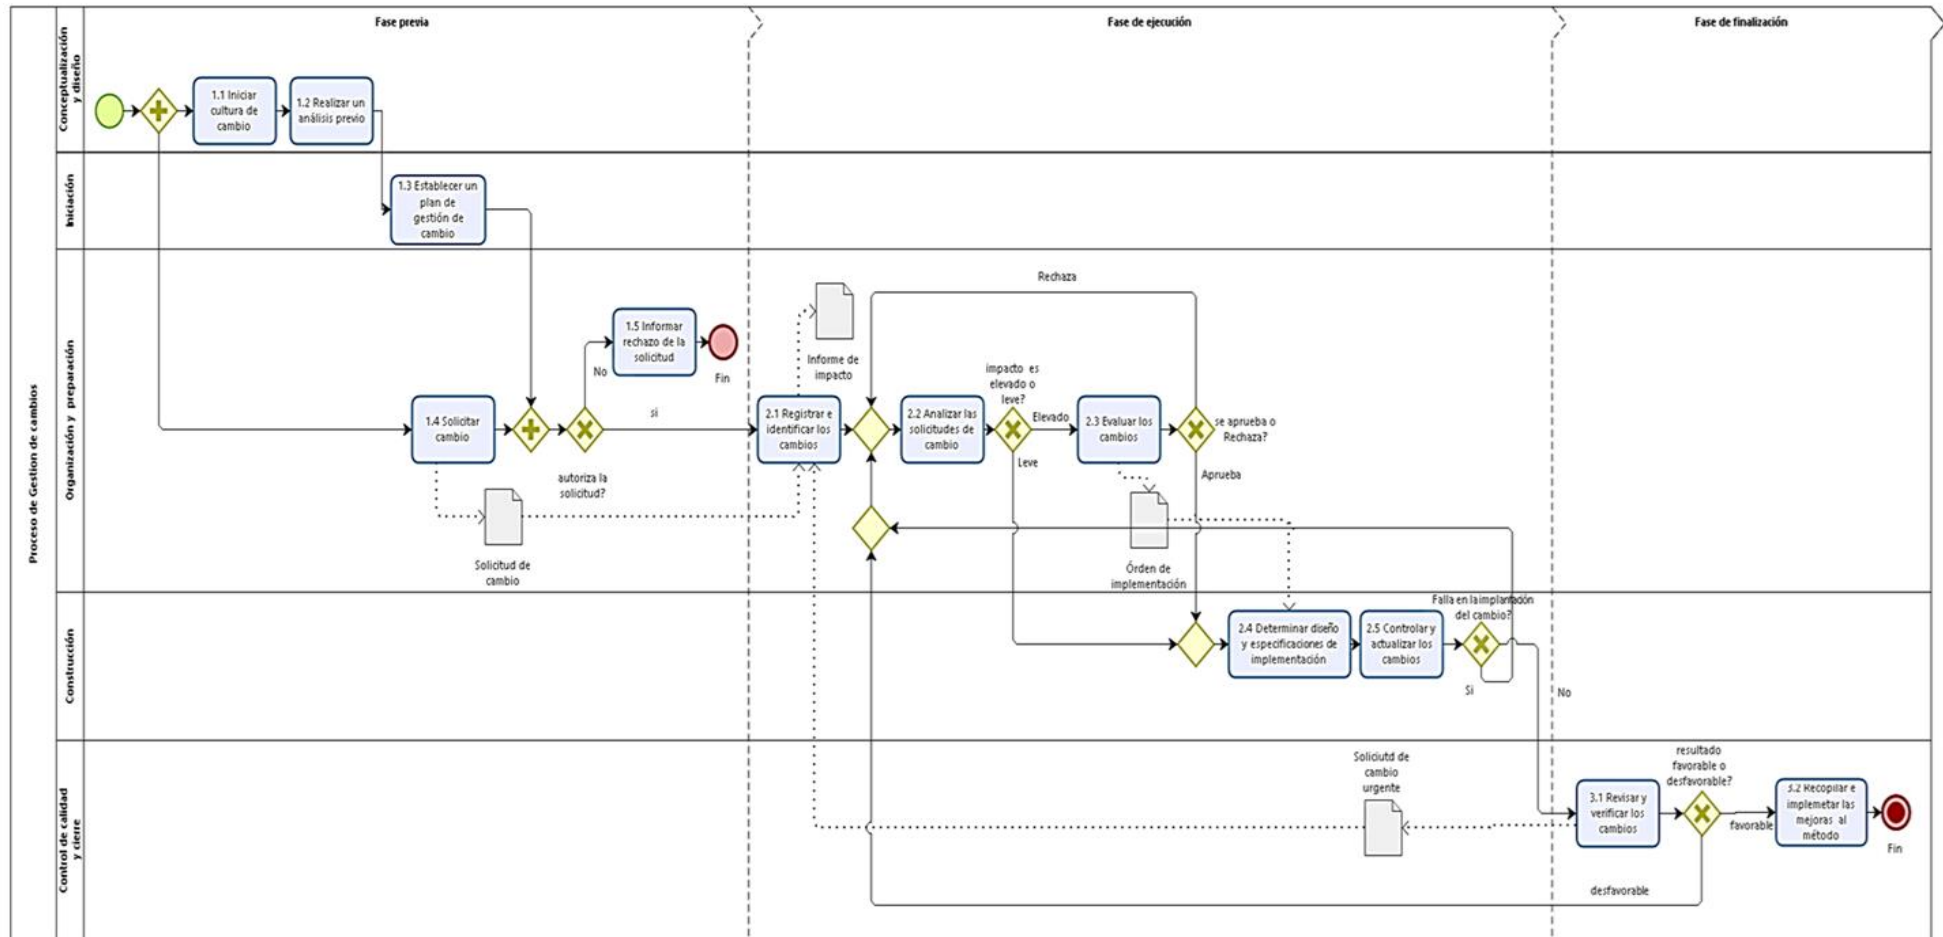 Fase previa
Fase de ejecución
Fase de finalización
Proceso de Gestion de cambios
Conceptualización
y diseño
1.1 Iniciar
cultura de
cambio
1.2 Realizar un
análisis previo
Iniciación
1.3 Establecer un
plan de
gestión de
cambio
Organización y preparación
1.5 Informar
rechazo de la
solicitud
Fin
No
1.4 Solicitar
cambio
si
autoriza la
solicitud?
Solicitud de
cambio
Rechaza
Informe de
impacto
2.1 Registrar e
identificar los
cambios
2.2 Analizar las
solicitudes de
cambio
impacto es
elevado o
leve?
Elevado
Leve
2.3 Evaluar los
cambios
se aprueba o
Rechaza?
Aprueba
Órden de
implementación
Construcción
2.4 Determinar diseño
y especificaciones de
implementación
2.5 Controlar y
actualizar los
cambios
Falla en la implantación
del cambio?
Si
No
Control de calidad
y cierre
Soliciutd de
cambio
urgente
3.1 Revisar y
verificar los
cambios
resultado
favorable o
desfavorable?
favorable
desfavorable
3.2 Recopilar e
implemetar las
mejoras al
método
Fin